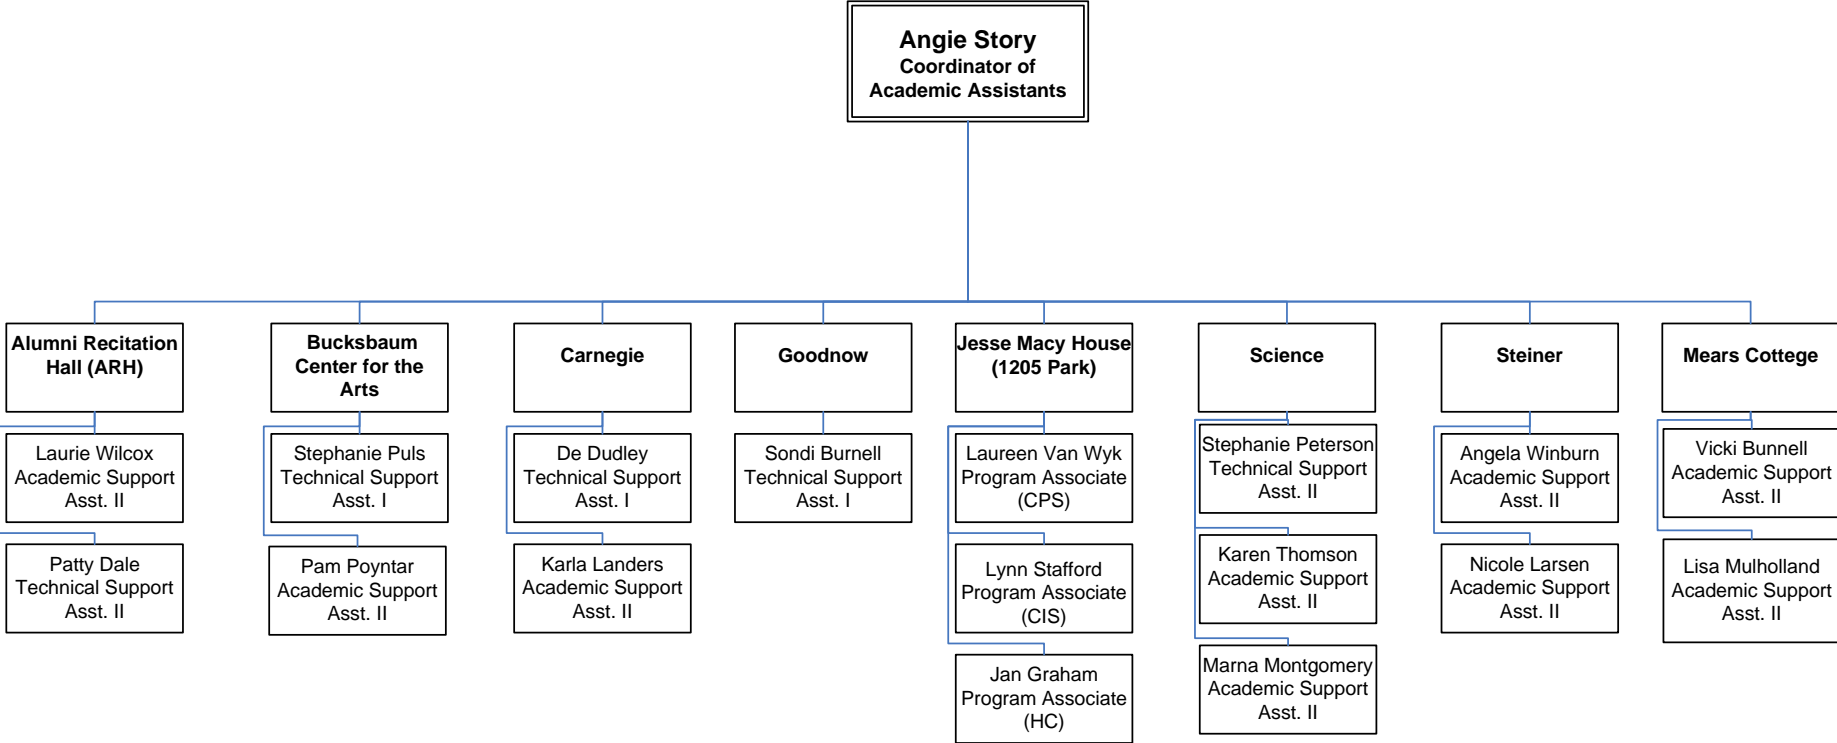 Angie Story
Coordinator of
Academic Assistants
Alumni Recitation
Hall (ARH)
Laurie Wilcox
Academic Support
Asst. II
Patty Dale
Technical Support
Asst. II
Bucksbaum
Center for the
Arts
Stephanie Puls
Technical Support
Asst. I
Pam Poyntar
Academic Support
Asst. II
Carnegie
De Dudley
Technical Support
Asst. I
Karla Landers
Academic Support
Asst. II
Goodnow
Sondi Burnell
Technical Support
Asst. I
Jesse Macy House
(1205 Park)
Laureen Van Wyk
Program Associate
(CPS)
Lynn Stafford
Program Associate
(CIS)
Jan Graham
Program Associate
(HC)
Science
Stephanie Peterson
Technical Support
Asst. II
Karen Thomson
Academic Support
Asst. II
Marna Montgomery
Academic Support
Asst. II
Steiner
Angela Winburn
Academic Support
Asst. II
Nicole Larsen
Academic Support
Asst. II
Mears Cottege
Vicki Bunnell
Academic Support
Asst. II
Lisa Mulholland
Academic Support
Asst. II